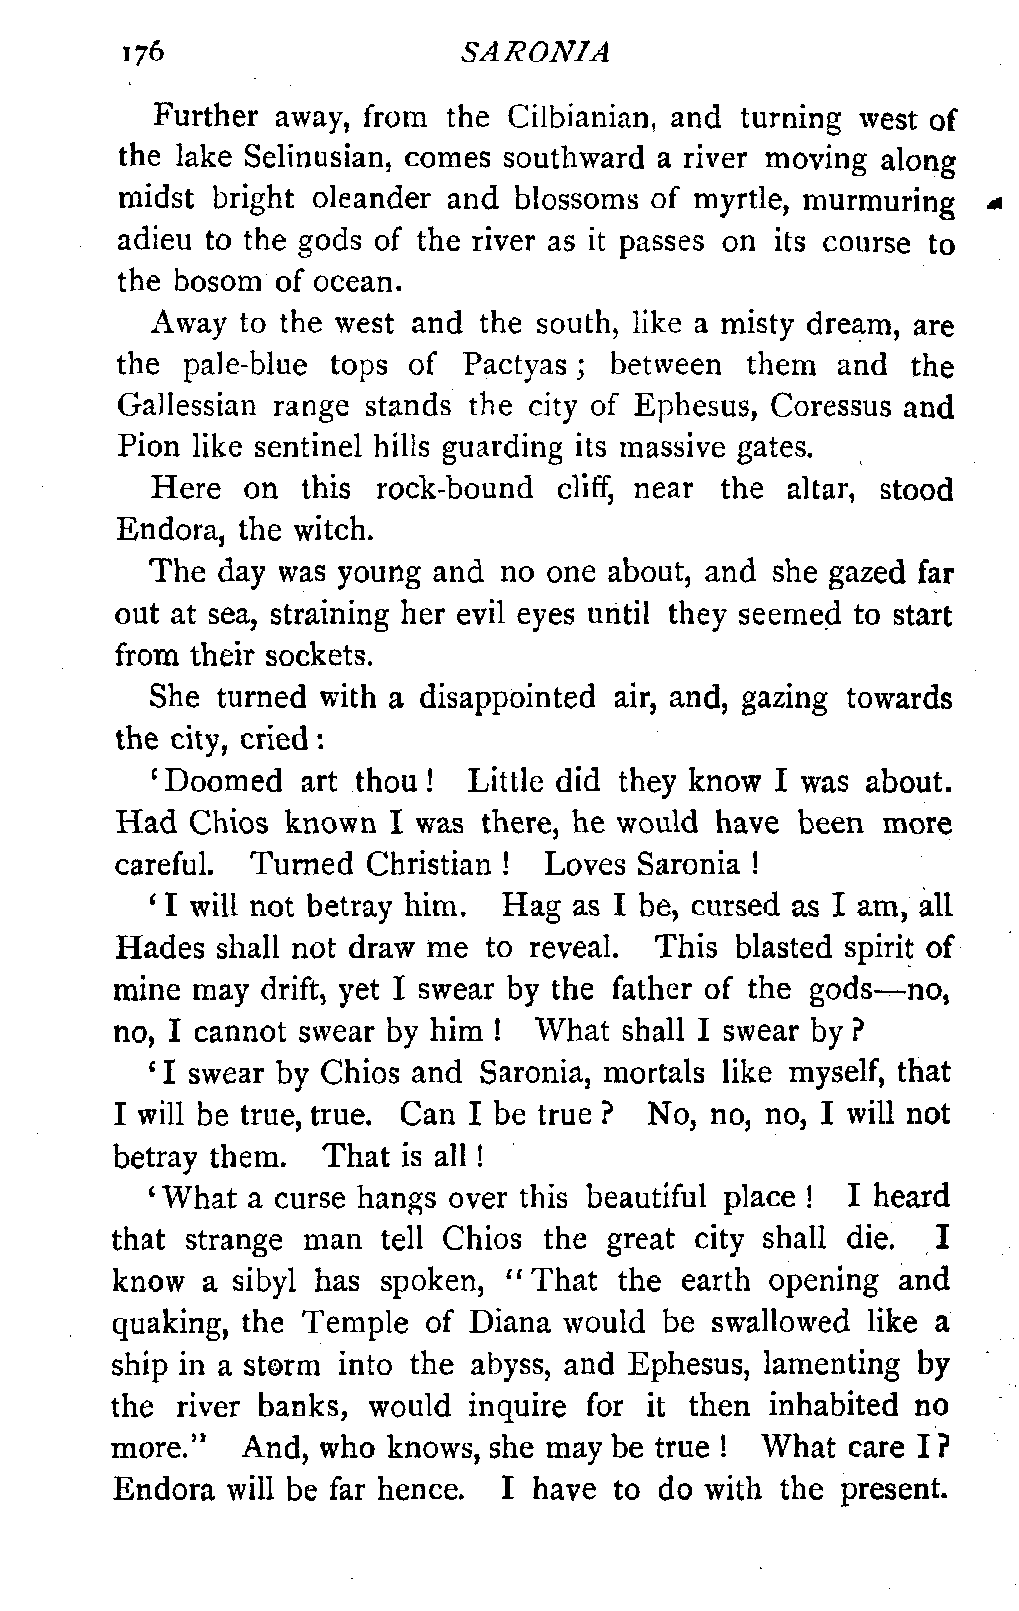 176 SARONIA
Further away, from the Cilbianian, and turning west of
the lake Selinusian, comes southward a river moving along
midst bright oleander and blossoms of myrtle, murmuring
adieu to the gods of the river as it passes on its course to
the bosom of ocean.
Away to the west and the south, like a misty dream, are
the pale-blue tops of Pactyas; between them and the
Gallessian range stands the city of Ephesus, Coressus and
Pion like sentinel hills guarding its massive gates.
Here on this rock-bound cliff, near the altar, stood
Endora, the witch.
The day was young and no one about, and she gazed far
out at sea, straining her evil eyes until they seemed to start
from their sockets.
She turned with a disappointed air, and, gazing towards
the city, cried:
'Doomed art thou! Little did they know I was about.
Had Chios known I was there, he would have been more
careful. Turned Christian! Loves Saronia!
'I will not betray him. Hag as I be, cursed as I am, all
Hades shall not draw me to reveal. This blasted spirit of
mine may drift, yet I swear by the father of the gods—no,
no, I cannot swear by him! What shall I swear by?
'I swear by Chios and Saronia, mortals like myself, that
I will be true, true. Can I be true? No, no, no, I will not
betray them. That is all!
'What a curse hangs over this beautiful place! I heard
that strange man tell Chios the great city shall die. I
know a sibyl has spoken, "That the earth opening and
quaking, the Temple of Diana would be swallowed like a
ship in a storm into the abyss, and Ephesus, lamenting by
the river banks, would inquire for it then inhabited no
more." And, who knows, she may be true! What care I?
Endora will be far hence. I have to do with the present.